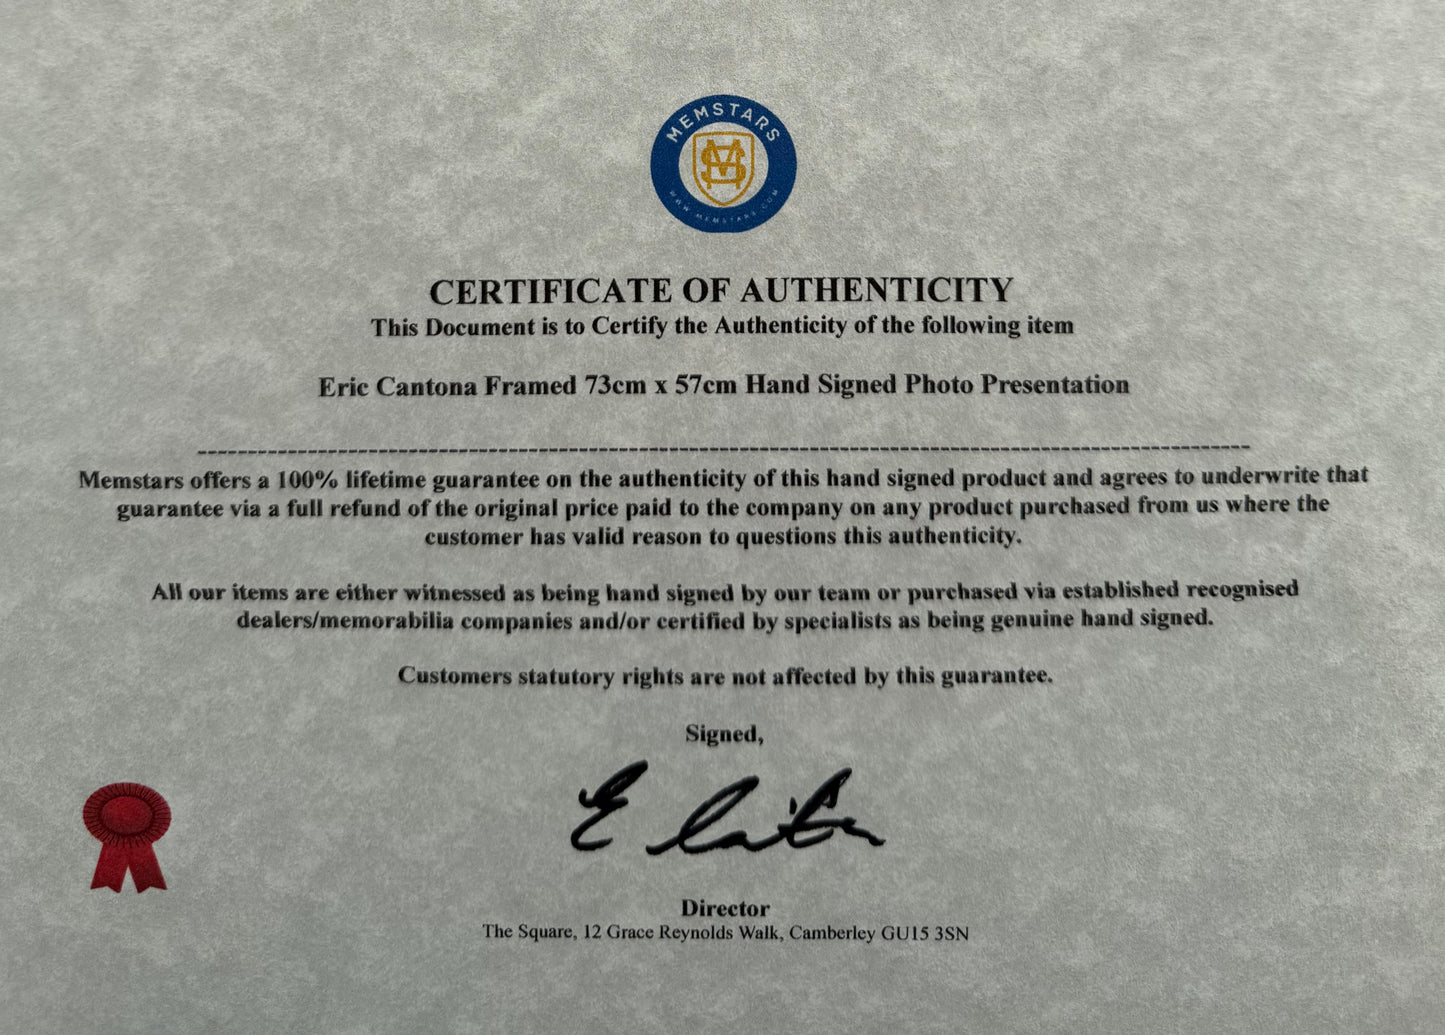 MEMSTARS
WWW.MEMSTARS.COM
CERTIFICATE OF AUTHENTICITY
This Document is to Certify the Authenticity of the following item
Eric Cantona Framed 73cm x 57cm Hand Signed Photo Presentation
Memstars offers a 100% lifetime guarantee on the authenticity of this hand signed product and agrees to underwrite that
guarantee via a full refund of the original price paid to the company on any product purchased from us where the
customer has valid reason to questions this authenticity.
All our items are either witnessed as being hand signed by our team or purchased via established recognised
dealers/memorabilia companies and/or certified by specialists as being genuine hand signed.
Customers statutory rights are not affected by this guarantee.
Signed,
Director
The Square, 12 Grace Reynolds Walk, Camberley GU15 3SN